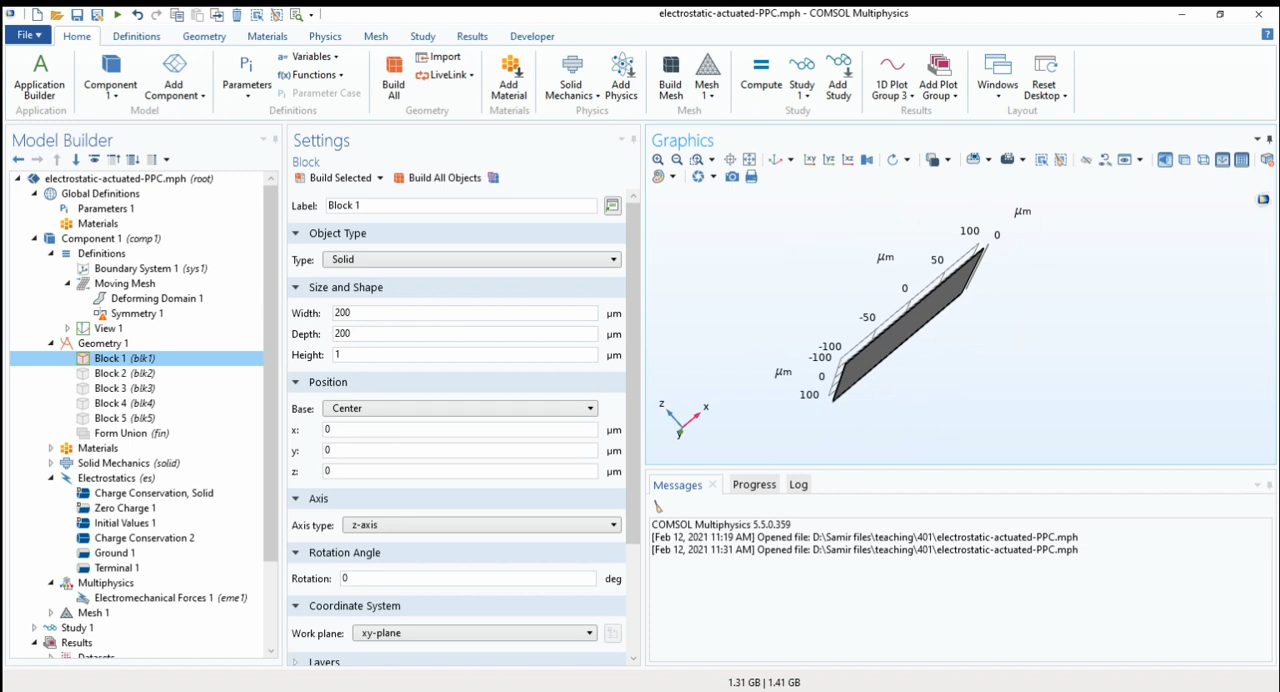 electrostatic-actuated-PPC.mph - COMSOL Multiphysics
File Home Definitions Geometry Materials Physics Mesh Study Results Developer
Application Builder
Component 1
Add Component
Parameters
a= Variables
f(x) Functions
Pi Parameter Case
Build All
Import
LiveLink
Add Material
Solid Mechanics
Add Physics
Build Mesh
Mesh 1
Compute
Study 1
Add Study
1D Plot Group 3
Add Plot Group
Windows
Reset Desktop
Application Model Definitions Geometry Materials Physics Mesh Study Results Layout
Model Builder
electrostatic-actuated-PPC.mph (root)
Global Definitions
Pi Parameters 1
Materials
Component 1 (comp1)
Definitions
Boundary System 1 (sys1)
Moving Mesh
Deforming Domain 1
Symmetry 1
View 1
Geometry 1
Block 1 (blk1)
Block 2 (blk2)
Block 3 (blk3)
Block 4 (blk4)
Block 5 (blk5)
Form Union (fin)
Materials
Solid Mechanics (solid)
Electrostatics (es)
Charge Conservation, Solid
Zero Charge 1
Initial Values 1
Charge Conservation 2
Ground 1
Terminal 1
Multiphysics
Electromechanical Forces 1 (eme1)
Mesh 1
Study 1
Results
Datasets
Settings
Block
Build Selected Build All Objects
Label: Block 1
Object Type
Type: Solid
Size and Shape
Width: 200 μm
Depth: 200 μm
Height: 1 μm
Position
Base: Center
x: 0 μm
y: 0 μm
z: 0 μm
Axis
Axis type: z-axis
Rotation Angle
Rotation: 0 deg
Coordinate System
Work plane: xy-plane
Layers
Graphics
xy yz xz
μm
100 0
μm 50
0
-50
-100
-100
μm 0
100
z x
y
Messages Progress Log
COMSOL Multiphysics 5.5.0.359
[Feb 12, 2021 11:19 AM] Opened file: D:\Samir files\teaching\401\electrostatic-actuated-PPC.mph
[Feb 12, 2021 11:31 AM] Opened file: D:\Samir files\teaching\401\electrostatic-actuated-PPC.mph
1.31 GB | 1.41 GB